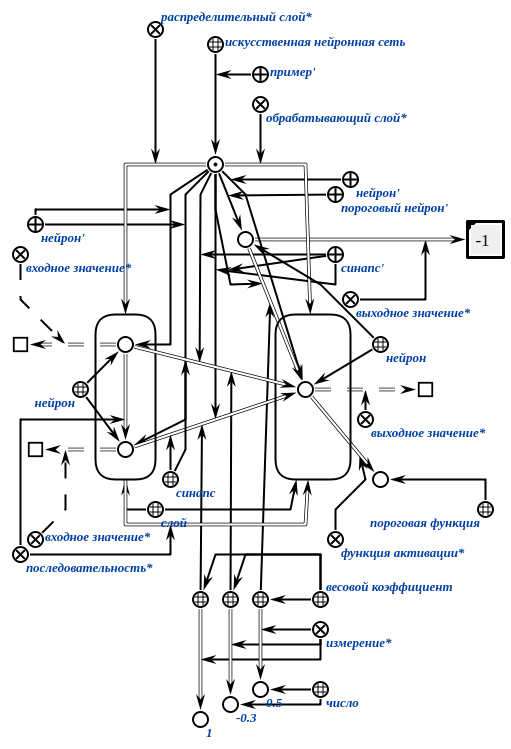 распределительный слой*
искусственная нейронная сеть
пример'
обрабатывающий слой*
нейрон'
пороговый нейрон'
нейрон'
-1
входное значение*
синапс'
выходное значение*
нейрон
нейрон
выходное значение*
синапс
слой
пороговая функция
входное значение*
функция активации*
последовательность*
весовой коэффициент
измерение*
0.5
число
-0.3
1